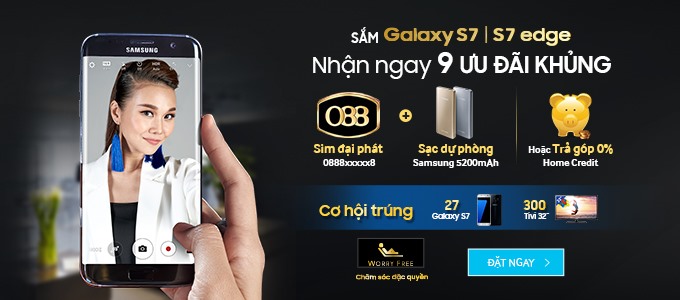 SAMSUNG
SẮM Galaxy S7 | S7 edge
Nhận ngay 9 ƯU ĐÃI KHỦNG
088
+
Sim đại phát
0888xxxxx8
Sạc dự phòng
Samsung 5200mAh
Hoặc Trả góp 0%
Home Credit
Cơ hội trúng
27
Galaxy S7
300
Tivi 32"
WORRY FREE
Chăm sóc đặc quyền
ĐẶT NGAY >